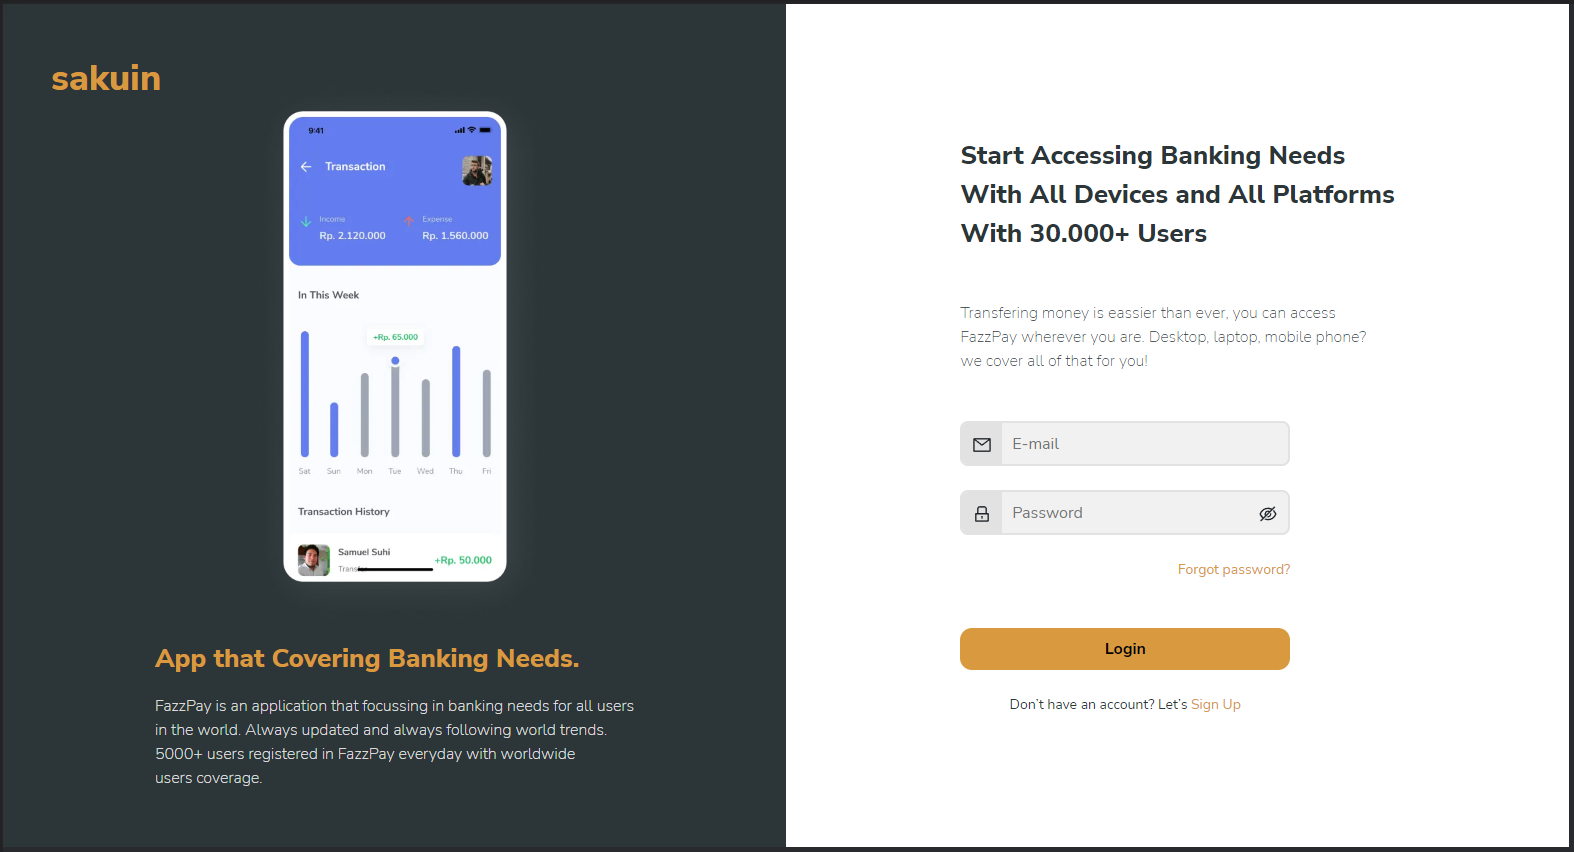 sakuin
9:41
Transaction
Income
Expense
Rp. 2.120.000
Rp. 1.560.000
In This Week
+Rp. 65.000
Sat Sun Mon Tue Wed Thu Fri
Transaction History
Samuel Suhi
+Rp. 50.000
App that Covering Banking Needs.
FazzPay is an application that focussing in banking needs for all users
in the world. Always updated and always following world trends.
5000+ users registered in FazzPay everyday with worldwide
users coverage.
Start Accessing Banking Needs
With All Devices and All Platforms
With 30.000+ Users
Transfering money is eassier than ever, you can access
FazzPay wherever you are. Desktop, laptop, mobile phone?
we cover all of that for you!
E-mail
Password
Forgot password?
Login
Don't have an account? Let's Sign Up